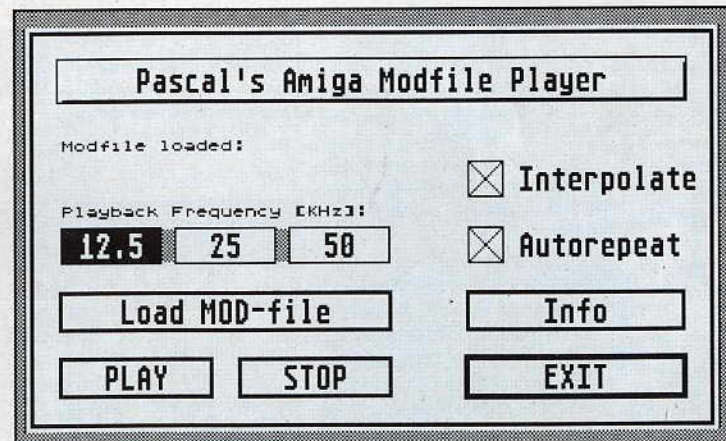 Pascal's Amiga Modfile Player
Modfile loaded:
Interpolate
Playback Frequency [KHz]:
12.5 25 50
Autorepeat
Load MOD-file
Info
PLAY STOP
EXIT